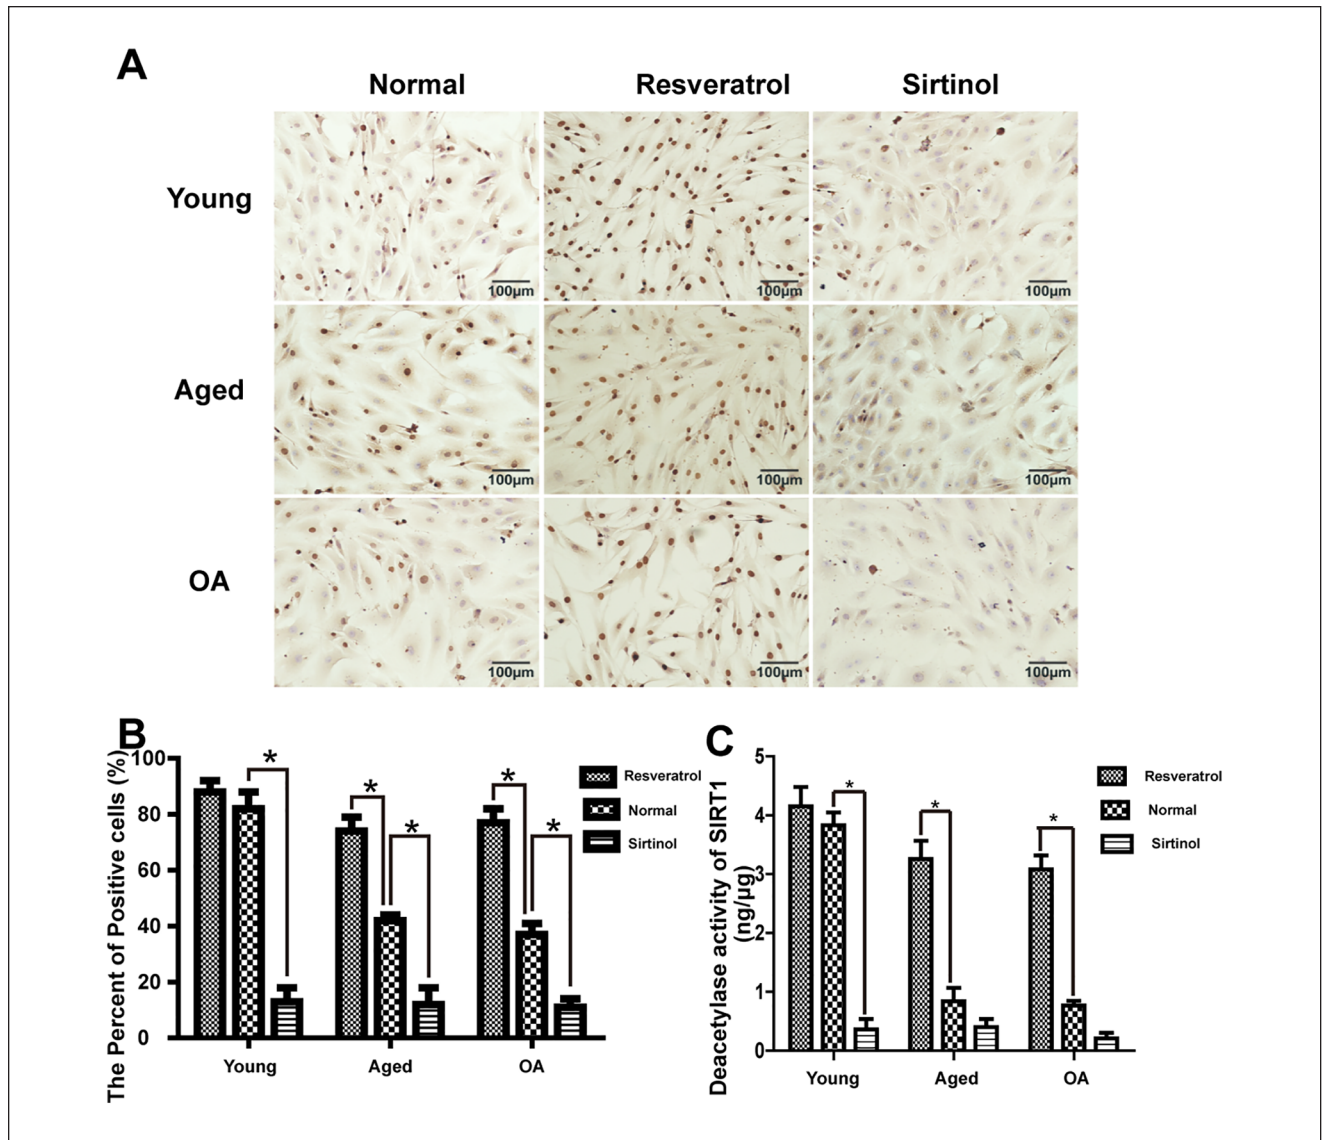 A
Normal Resveratrol Sirtinol
Young
100μm 100μm 100μm
Aged
100μm 100μm 100μm
OA
100μm 100μm 100μm
B
The Percent of Positive cells (%)
100
80
60
40
20
0
* * * * *
Resveratrol
Normal
Sirtinol
Young Aged OA
C
Deacetylase activity of SIRT1
(ng/μg)
5
4
3
2
1
0
* * *
Resveratrol
Normal
Sirtinol
Young Aged OA